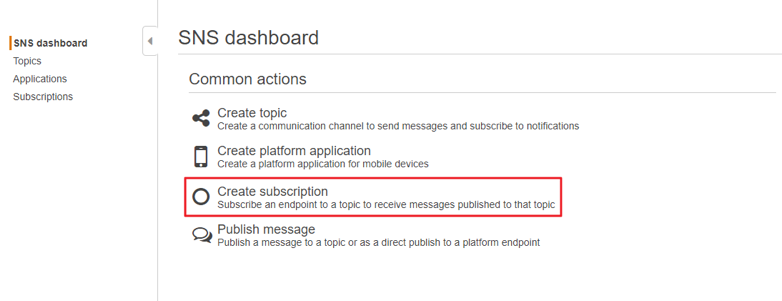 SNS dashboard
Topics
Applications
Subscriptions
SNS dashboard
Common actions
Create topic
Create a communication channel to send messages and subscribe to notifications
Create platform application
Create a platform application for mobile devices
Create subscription
Subscribe an endpoint to a topic to receive messages published to that topic
Publish message
Publish a message to a topic or as a direct publish to a platform endpoint